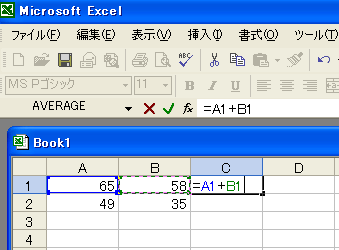 Microsoft Excel
ファイル(F) 編集(E) 表示(V) 挿入(I) 書式(O) ツール(T)
ABC
MS Pゴシック 11 B I U
AVERAGE fx =A1+B1
Book1
A B C D
1 65 58 =A1+B1
2 49 35
3
4